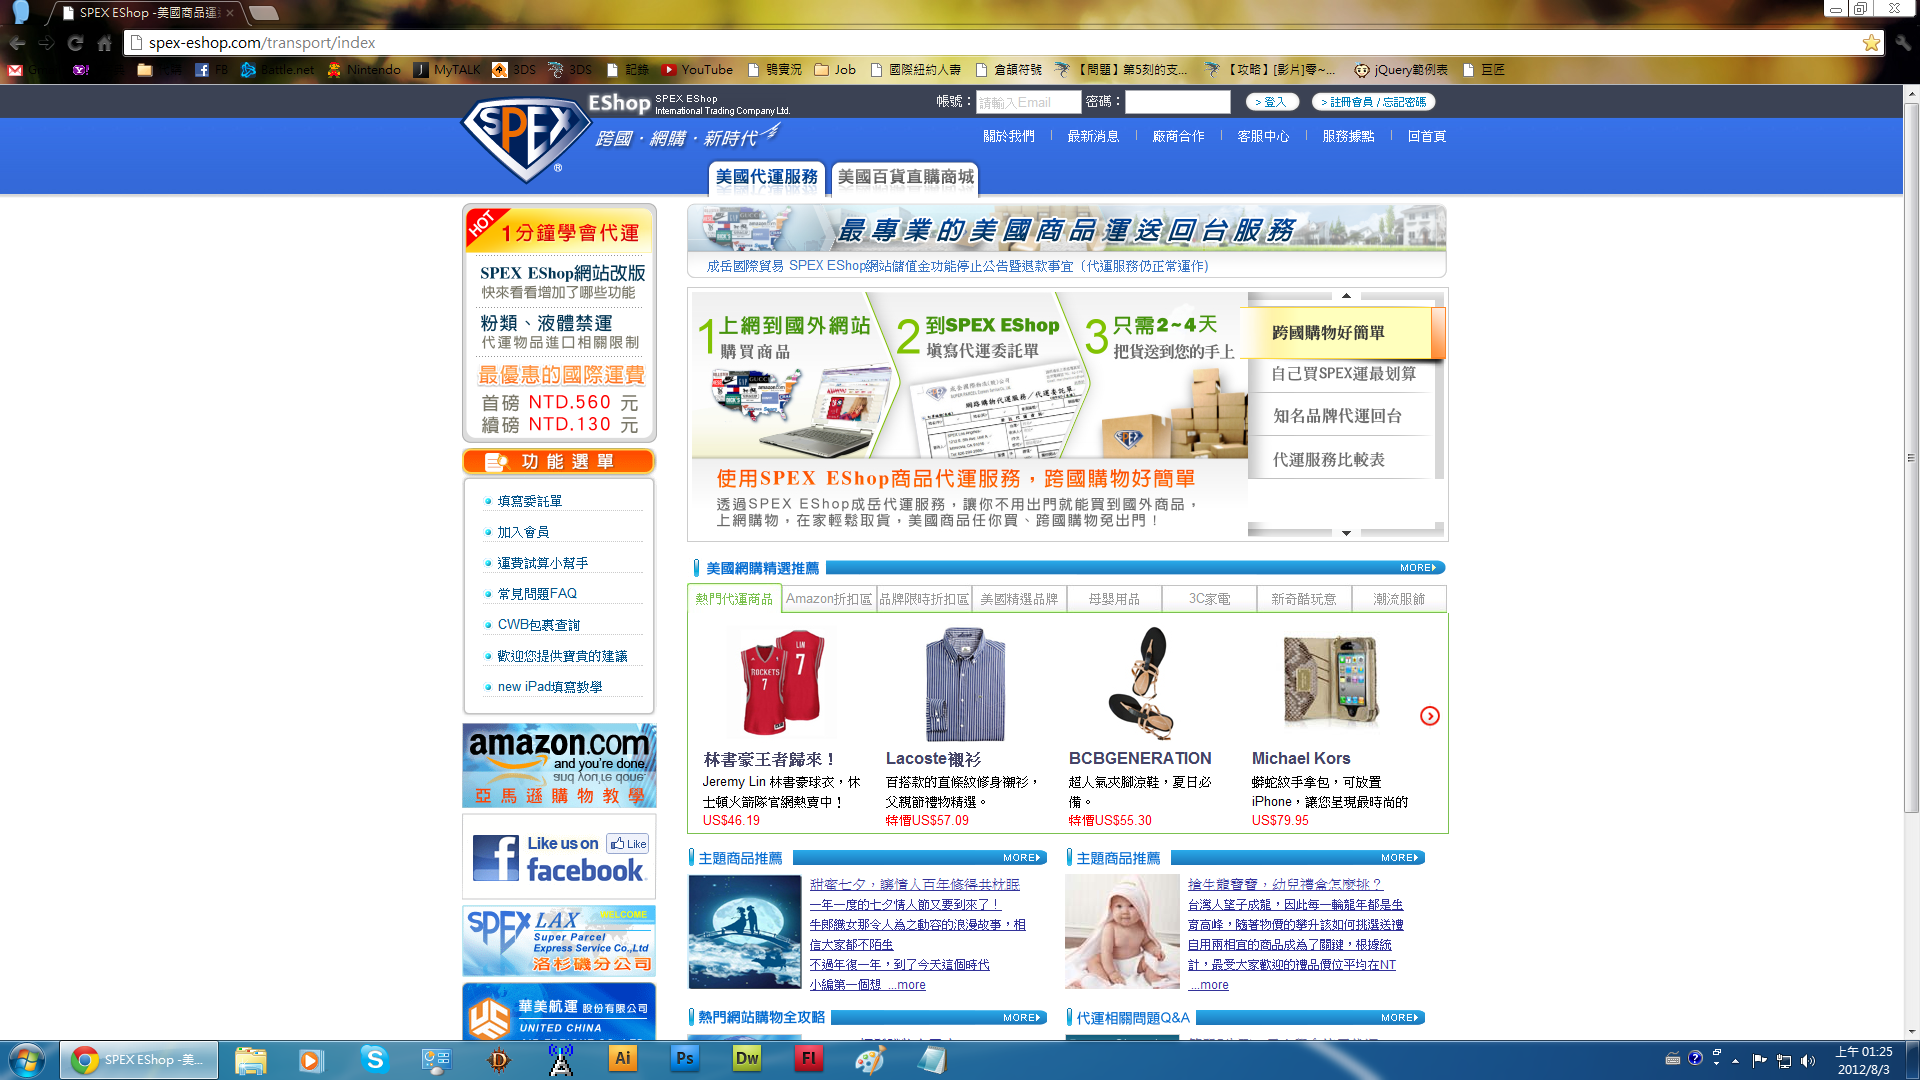 SPEX EShop -美國商品運
spex-eshop.com/transport/index
Battle.net
Nintendo
MyTALK
3DS
3DS
記錄
YouTube
鴞實況
Job
國際紐約人壽
倉頡符號
【問題】第5刻的支...
【攻略】[影片]零~...
jQuery範例表
巨匠
SPEX
®
EShop
SPEX EShop
International Trading Company Ltd.
跨國．網購．新時代
帳號：
請輸入Email
密碼：
> 登入
> 註冊會員 / 忘記密碼
關於我們
最新消息
廠商合作
客服中心
服務據點
回首頁
美國代運服務
美國百貨直購商城
HOT
1分鐘學會代運
SPEX EShop網站改版
快來看看增加了哪些功能
粉類、液體禁運
代運物品進口相關限制
最優惠的國際運費
首磅 NTD.560 元
續磅 NTD.130 元
功能選單
填寫委託單
加入會員
運費試算小幫手
常見問題FAQ
CWB包裹查詢
歡迎您提供寶貴的建議
new iPad填寫教學
amazon.com
and you're done.
亞馬遜購物教學
Like us on
Like
facebook.
SPEX LAX
WELCOME
Super Parcel
Express Service Co.,Ltd
洛杉磯分公司
華美航運 股份有限公司
UNITED CHINA
最專業的美國商品運送回台服務
成岳國際貿易 SPEX EShop網站儲值金功能停止公告暨退款事宜（代運服務仍正常運作)
1 上網到國外網站
購買商品
2 到SPEX EShop
填寫代運委託單
3 只需2~4天
把貨送到您的手上
使用SPEX EShop商品代運服務，跨國購物好簡單
透過SPEX EShop成岳代運服務，讓你不用出門就能買到國外商品，
上網購物，在家輕鬆取貨，美國商品任你買、跨國購物免出門！
跨國購物好簡單
自己買SPEX運最划算
知名品牌代運回台
代運服務比較表
美國網購精選推薦
MORE
熱門代運商品
Amazon折扣區
品牌限時折扣區
美國精選品牌
母嬰用品
3C家電
新奇酷玩意
潮流服飾
ROCKETS
7
LIN
7
林書豪王者歸來！
Jeremy Lin 林書豪球衣，休
士頓火箭隊官網熱賣中！
US$46.19
Lacoste襯衫
百搭款的直條紋修身襯衫，
父親節禮物精選。
特價US$57.09
BCBGENERATION
超人氣夾腳涼鞋，夏日必
備。
特價US$55.30
Michael Kors
蟒蛇紋手拿包，可放置
iPhone，讓您呈現最時尚的
US$79.95
主題商品推薦
MORE
甜蜜七夕，讓情人百年修得共枕眠
一年一度的七夕情人節又要到來了！
牛郎織女那令人為之動容的浪漫故事，相
信大家都不陌生
不過年復一年，到了今天這個時代
小編第一個想 ...more
主題商品推薦
MORE
搶生龍寶寶，幼兒禮盒怎麼挑？
台灣人望子成龍，因此每一輪龍年都是生
育高峰，隨著物價的攀升該如何挑選送禮
自用兩相宜的商品成為了關鍵，根據統
計，最受大家歡迎的禮品價位平均在NT
...more
熱門網站購物全攻略
MORE
代運相關問題Q&A
MORE
SPEX EShop -美...
Ai
Ps
Dw
Fl
上午 01:25
2012/8/3